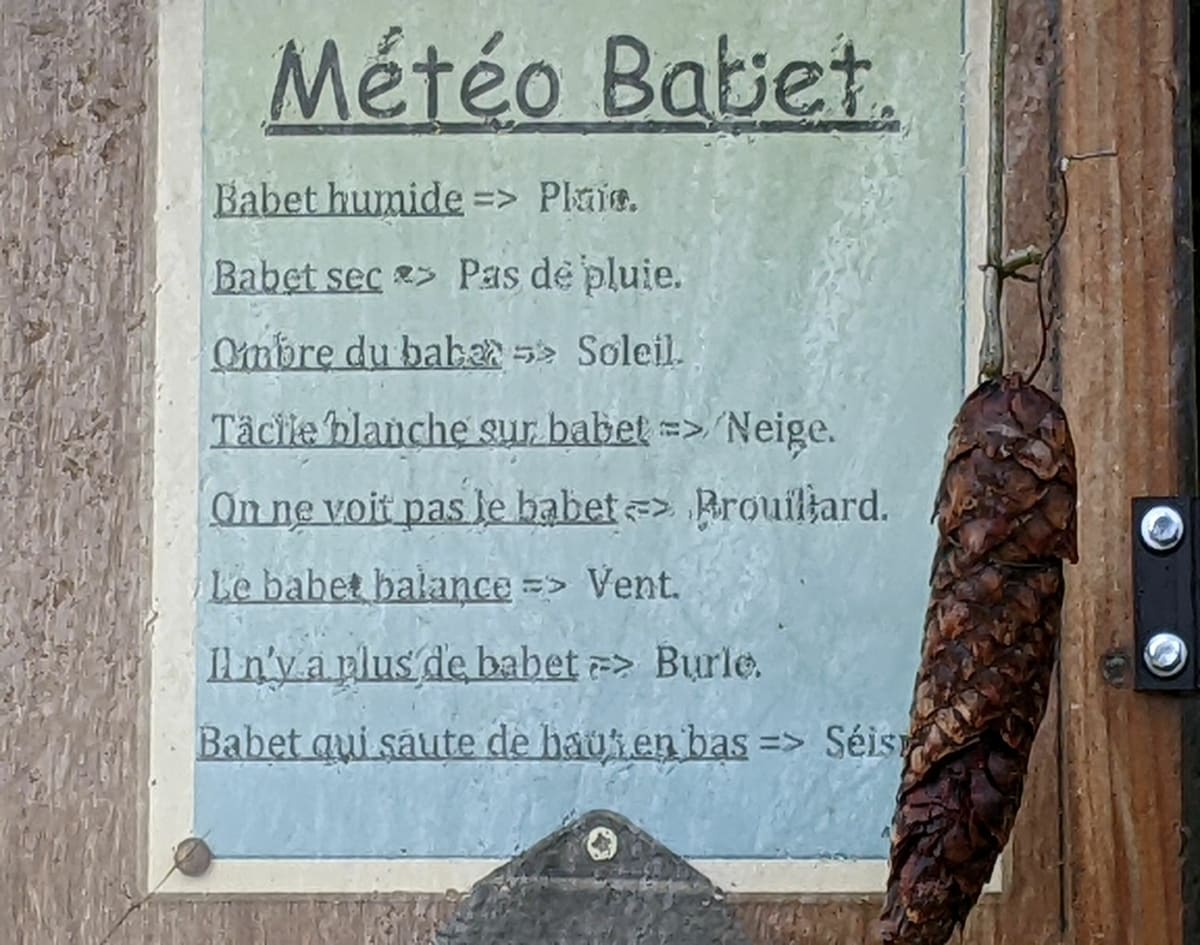 Météo Babet.
Babet humide => Pluie.
Babet sec => Pas de pluie.
Ombre du babet => Soleil.
Tâche blanche sur babet => Neige.
On ne voit pas le babet => Brouillard.
Le babet balance => Vent.
Il n'y a plus de babet => Burle.
Babet qui saute de haut en bas =>